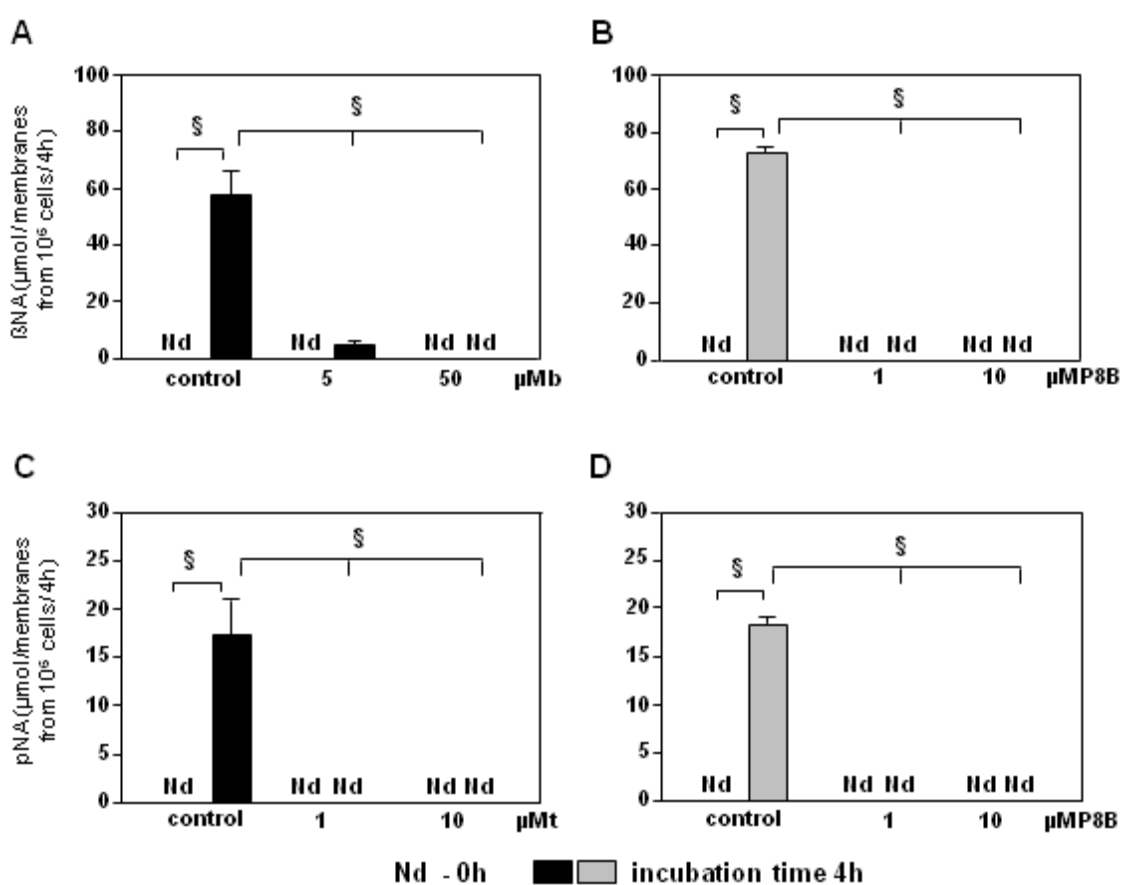 A
ßNA(µmol/membranes
from 10⁶ cells/4h)
100
80
60
40
20
0
§
§
Nd
Nd
Nd Nd
control 5 50 µMb
B
100
80
60
40
20
0
§
§
Nd
Nd Nd
Nd Nd
control 1 10 µMP8B
C
pNA(µmol/membranes
from 10⁶ cells/4h)
30
25
20
15
10
5
0
§
§
Nd
Nd Nd
Nd Nd
control 1 10 µMt
D
30
25
20
15
10
5
0
§
§
Nd
Nd Nd
Nd Nd
control 1 10 µMP8B
Nd - 0h incubation time 4h